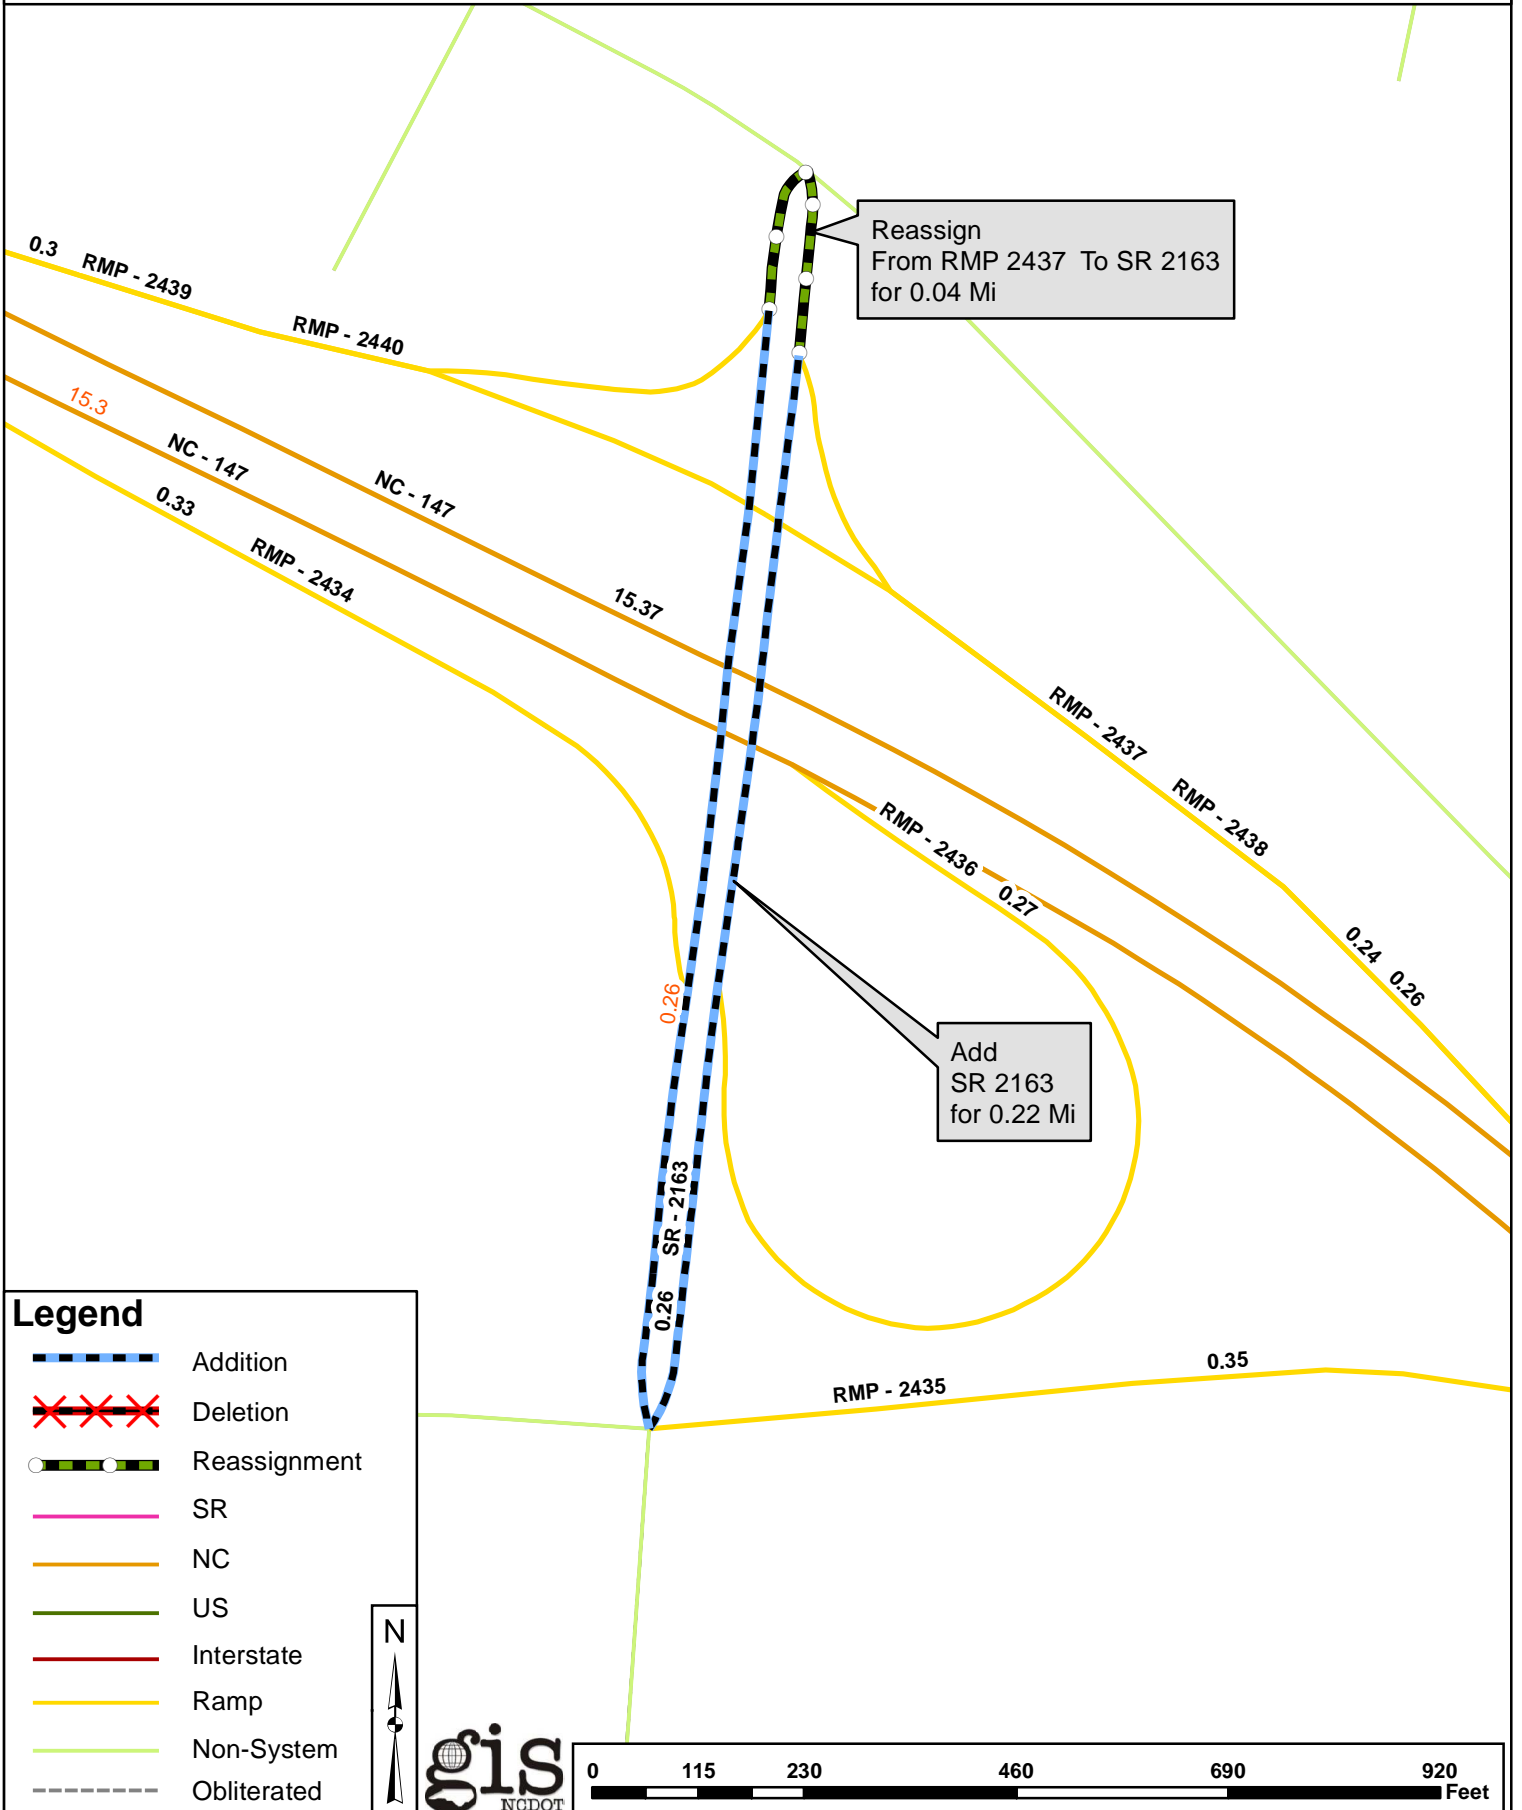 0.3
RMP - 2439
RMP - 2440
Reassign
From RMP 2437  To SR 2163
for 0.04 Mi
15.3
NC - 147
NC - 147
0.33
RMP - 2434
15.37
RMP - 2437
RMP - 2438
RMP - 2436
0.27
0.24
0.26
0.26
Add
SR 2163
for 0.22 Mi
SR - 2163
0.26
RMP - 2435
0.35
Legend
Addition
Deletion
Reassignment
SR
NC
US
Interstate
Ramp
Non-System
Obliterated
N
gis
NCDOT
0 115 230 460 690 920
Feet